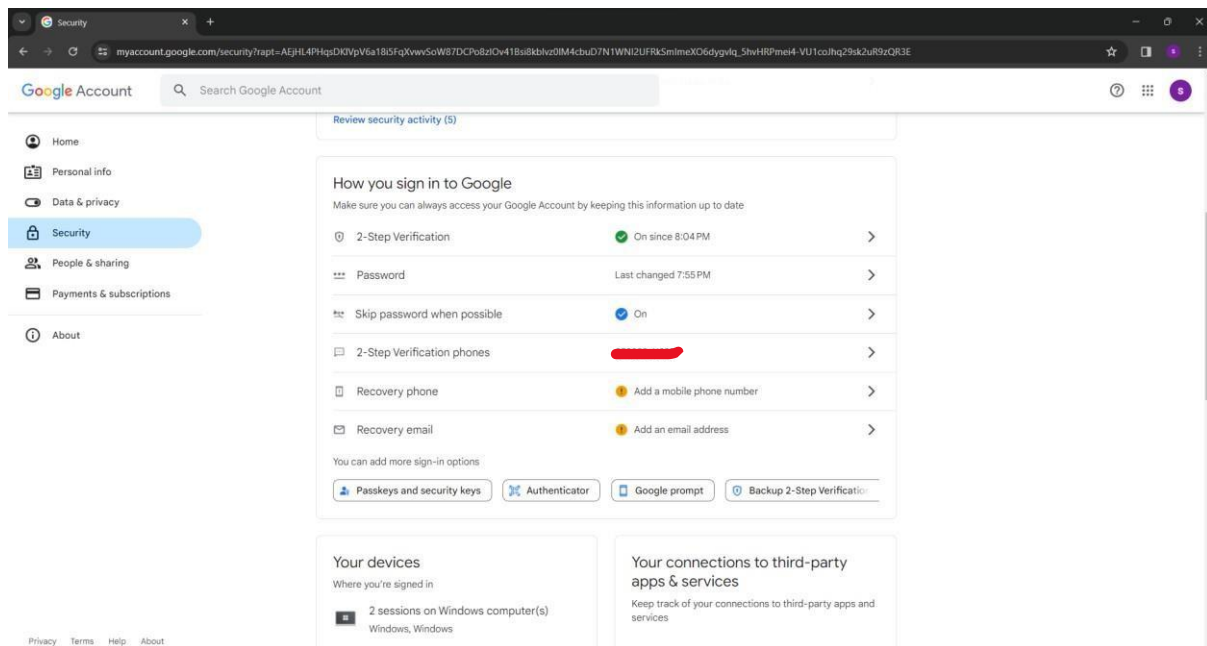 Security
myaccount.google.com/security?rapt=AEjHL4PHqsDKlVpV6a18i5FqXvwvSoW87DCPo8zlOv41Bsi8kblvz0lM4cbuD7N1WNI2UFRkSmImeXO6dygvlq_5hvHRPmei4-VU1coJhq29sk2uR9zQR3E
Google Account
Search Google Account
S
Home
Personal info
Data & privacy
Security
People & sharing
Payments & subscriptions
About
Review security activity (5)
How you sign in to Google
Make sure you can always access your Google Account by keeping this information up to date
2-Step Verification On since 8:04 PM
Password Last changed 7:55 PM
Skip password when possible On
2-Step Verification phones
Recovery phone Add a mobile phone number
Recovery email Add an email address
You can add more sign-in options
Passkeys and security keys Authenticator Google prompt Backup 2-Step Verification
Your devices
Where you're signed in
2 sessions on Windows computer(s)
Windows, Windows
Your connections to third-party
apps & services
Keep track of your connections to third-party apps and
services
Privacy Terms Help About